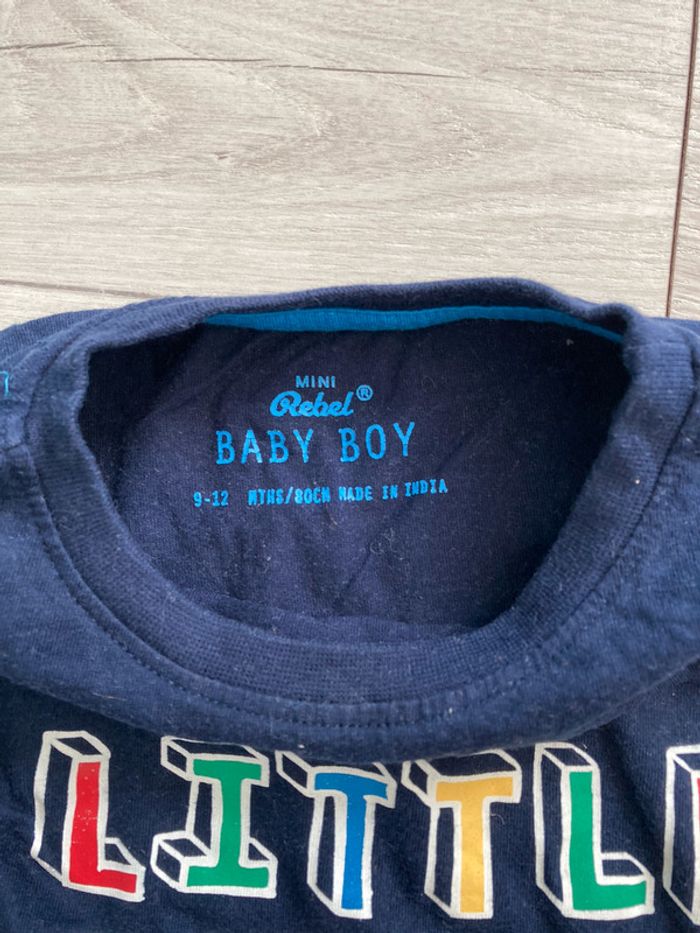 MINI
Rebel®
BABY BOY
9-12 MTHS/80CM MADE IN INDIA
LITTL